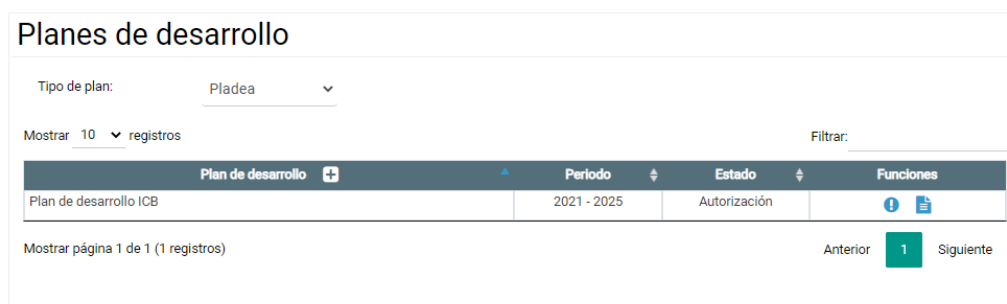 Planes de desarrollo
Tipo de plan: Pladea
Mostrar 10 registros Filtrar:
Plan de desarrollo Periodo Estado Funciones
Plan de desarrollo ICB 2021 - 2025 Autorización
Mostrar página 1 de 1 (1 registros) Anterior 1 Siguiente